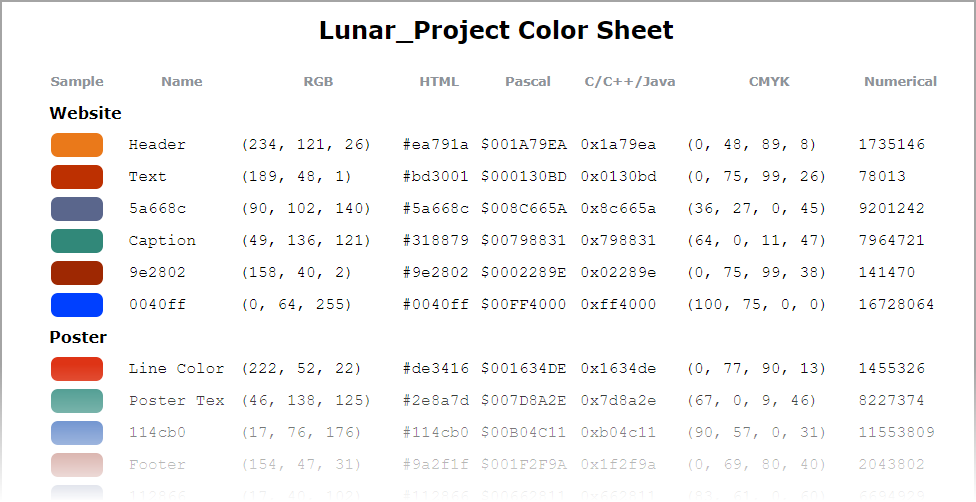 Lunar_Project Color Sheet
Sample Name RGB HTML Pascal C/C++/Java CMYK Numerical
Website
Header (234, 121, 26) #ea791a $001A79EA 0x1a79ea (0, 48, 89, 8) 1735146
Text (189, 48, 1) #bd3001 $000130BD 0x0130bd (0, 75, 99, 26) 78013
5a668c (90, 102, 140) #5a668c $008C665A 0x8c665a (36, 27, 0, 45) 9201242
Caption (49, 136, 121) #318879 $00798831 0x798831 (64, 0, 11, 47) 7964721
9e2802 (158, 40, 2) #9e2802 $0002289E 0x02289e (0, 75, 99, 38) 141470
0040ff (0, 64, 255) #0040ff $00FF4000 0xff4000 (100, 75, 0, 0) 16728064
Poster
Line Color (222, 52, 22) #de3416 $001634DE 0x1634de (0, 77, 90, 13) 1455326
Poster Tex (46, 138, 125) #2e8a7d $007D8A2E 0x7d8a2e (67, 0, 9, 46) 8227374
114cb0 (17, 76, 176) #114cb0 $00B04C11 0xb04c11 (90, 57, 0, 31) 11553809
Footer (154, 47, 31) #9a2f1f $001F2F9A 0x1f2f9a (0, 69, 80, 40) 2043802